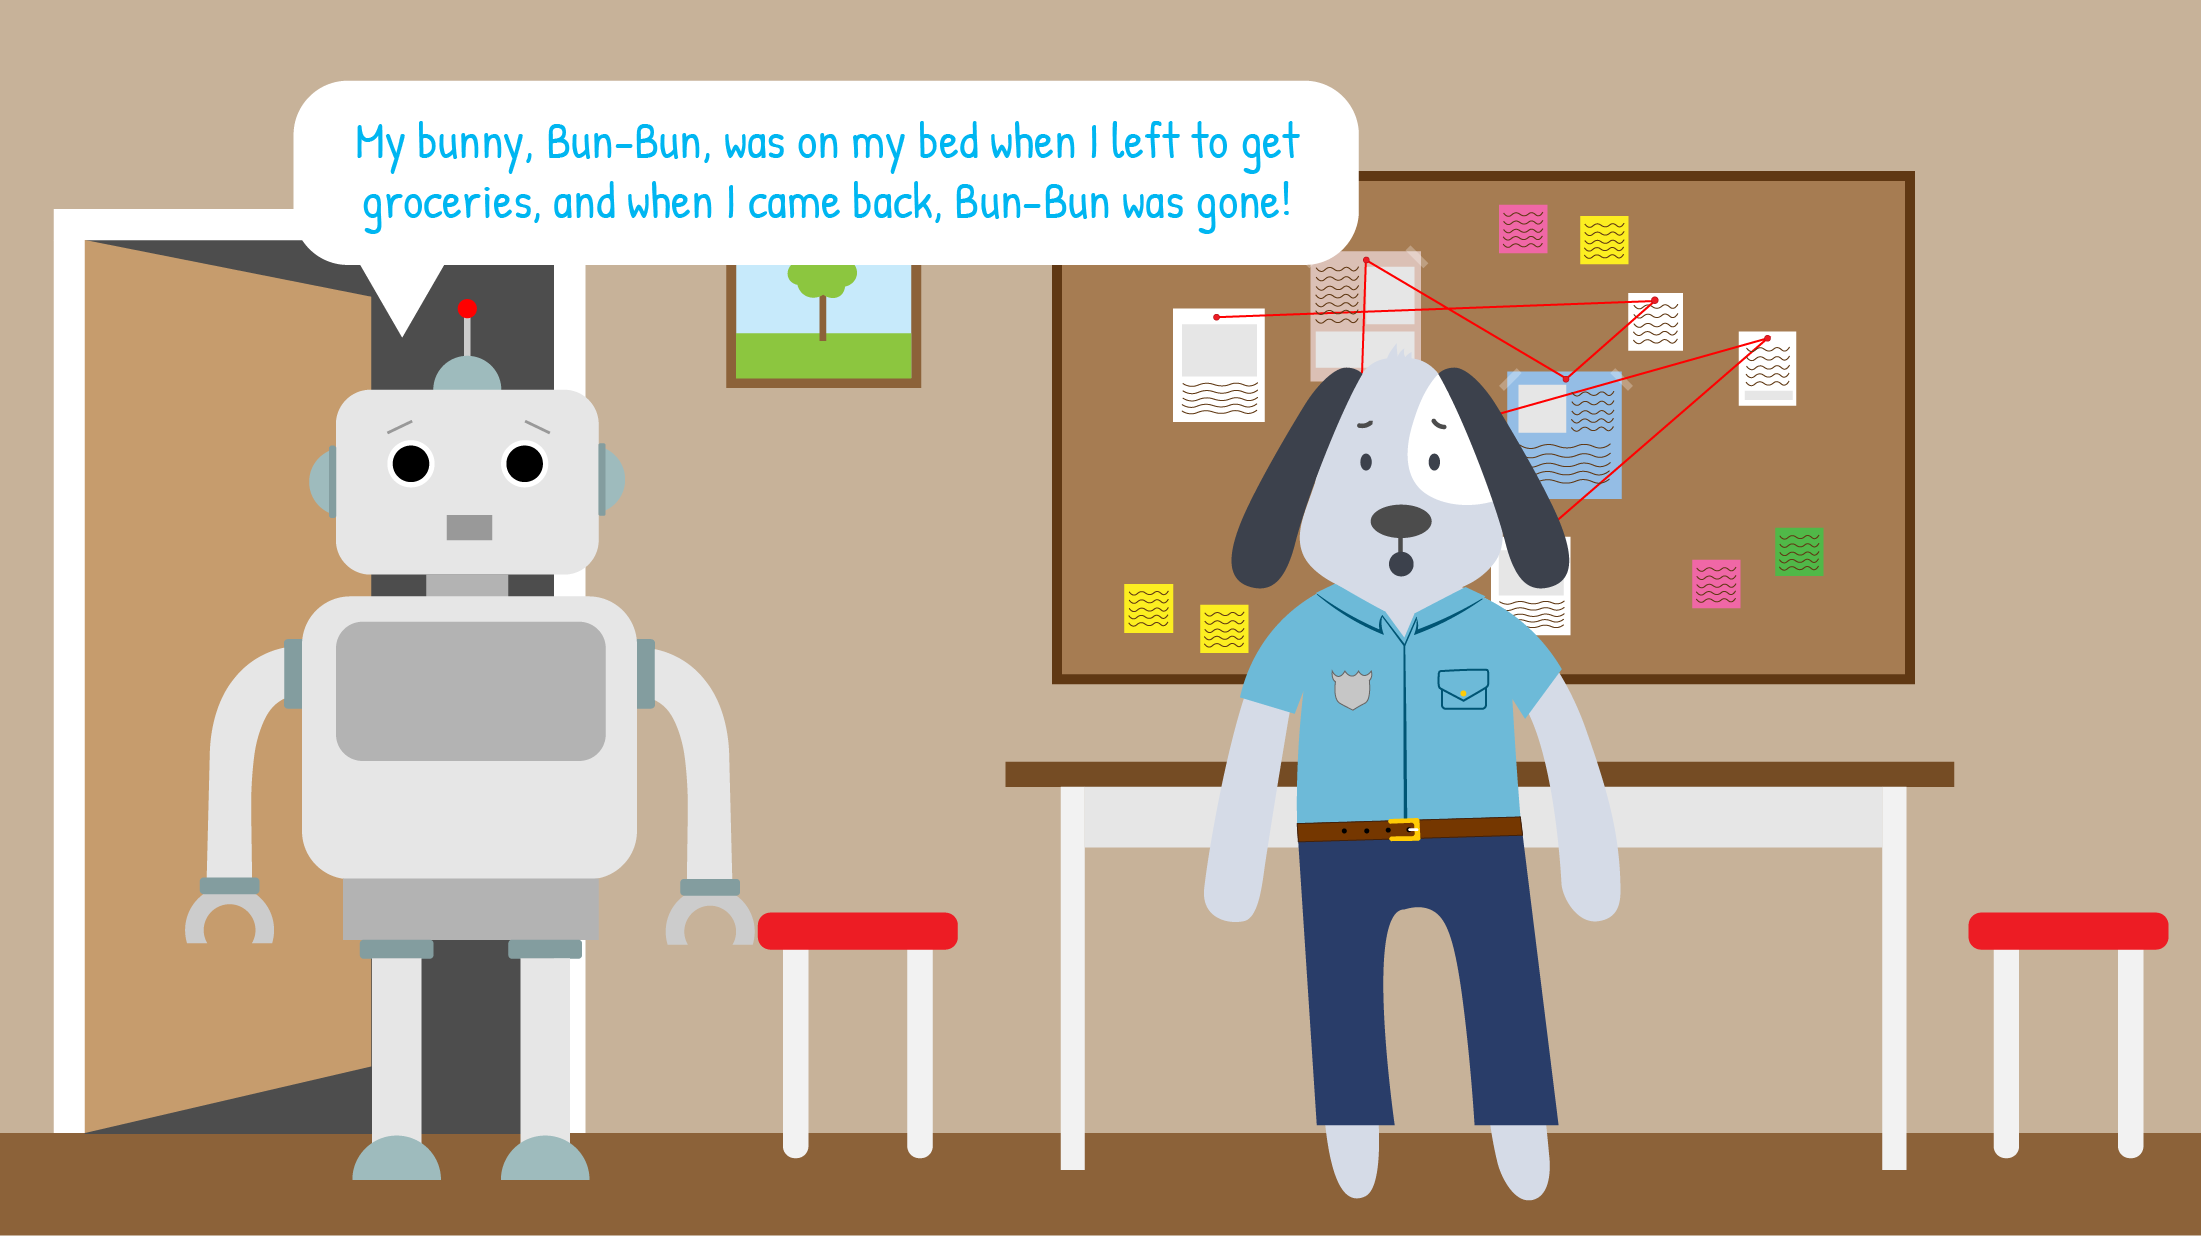 My bunny, Bun-Bun, was on my bed when I left to get
groceries, and when I came back, Bun-Bun was gone!